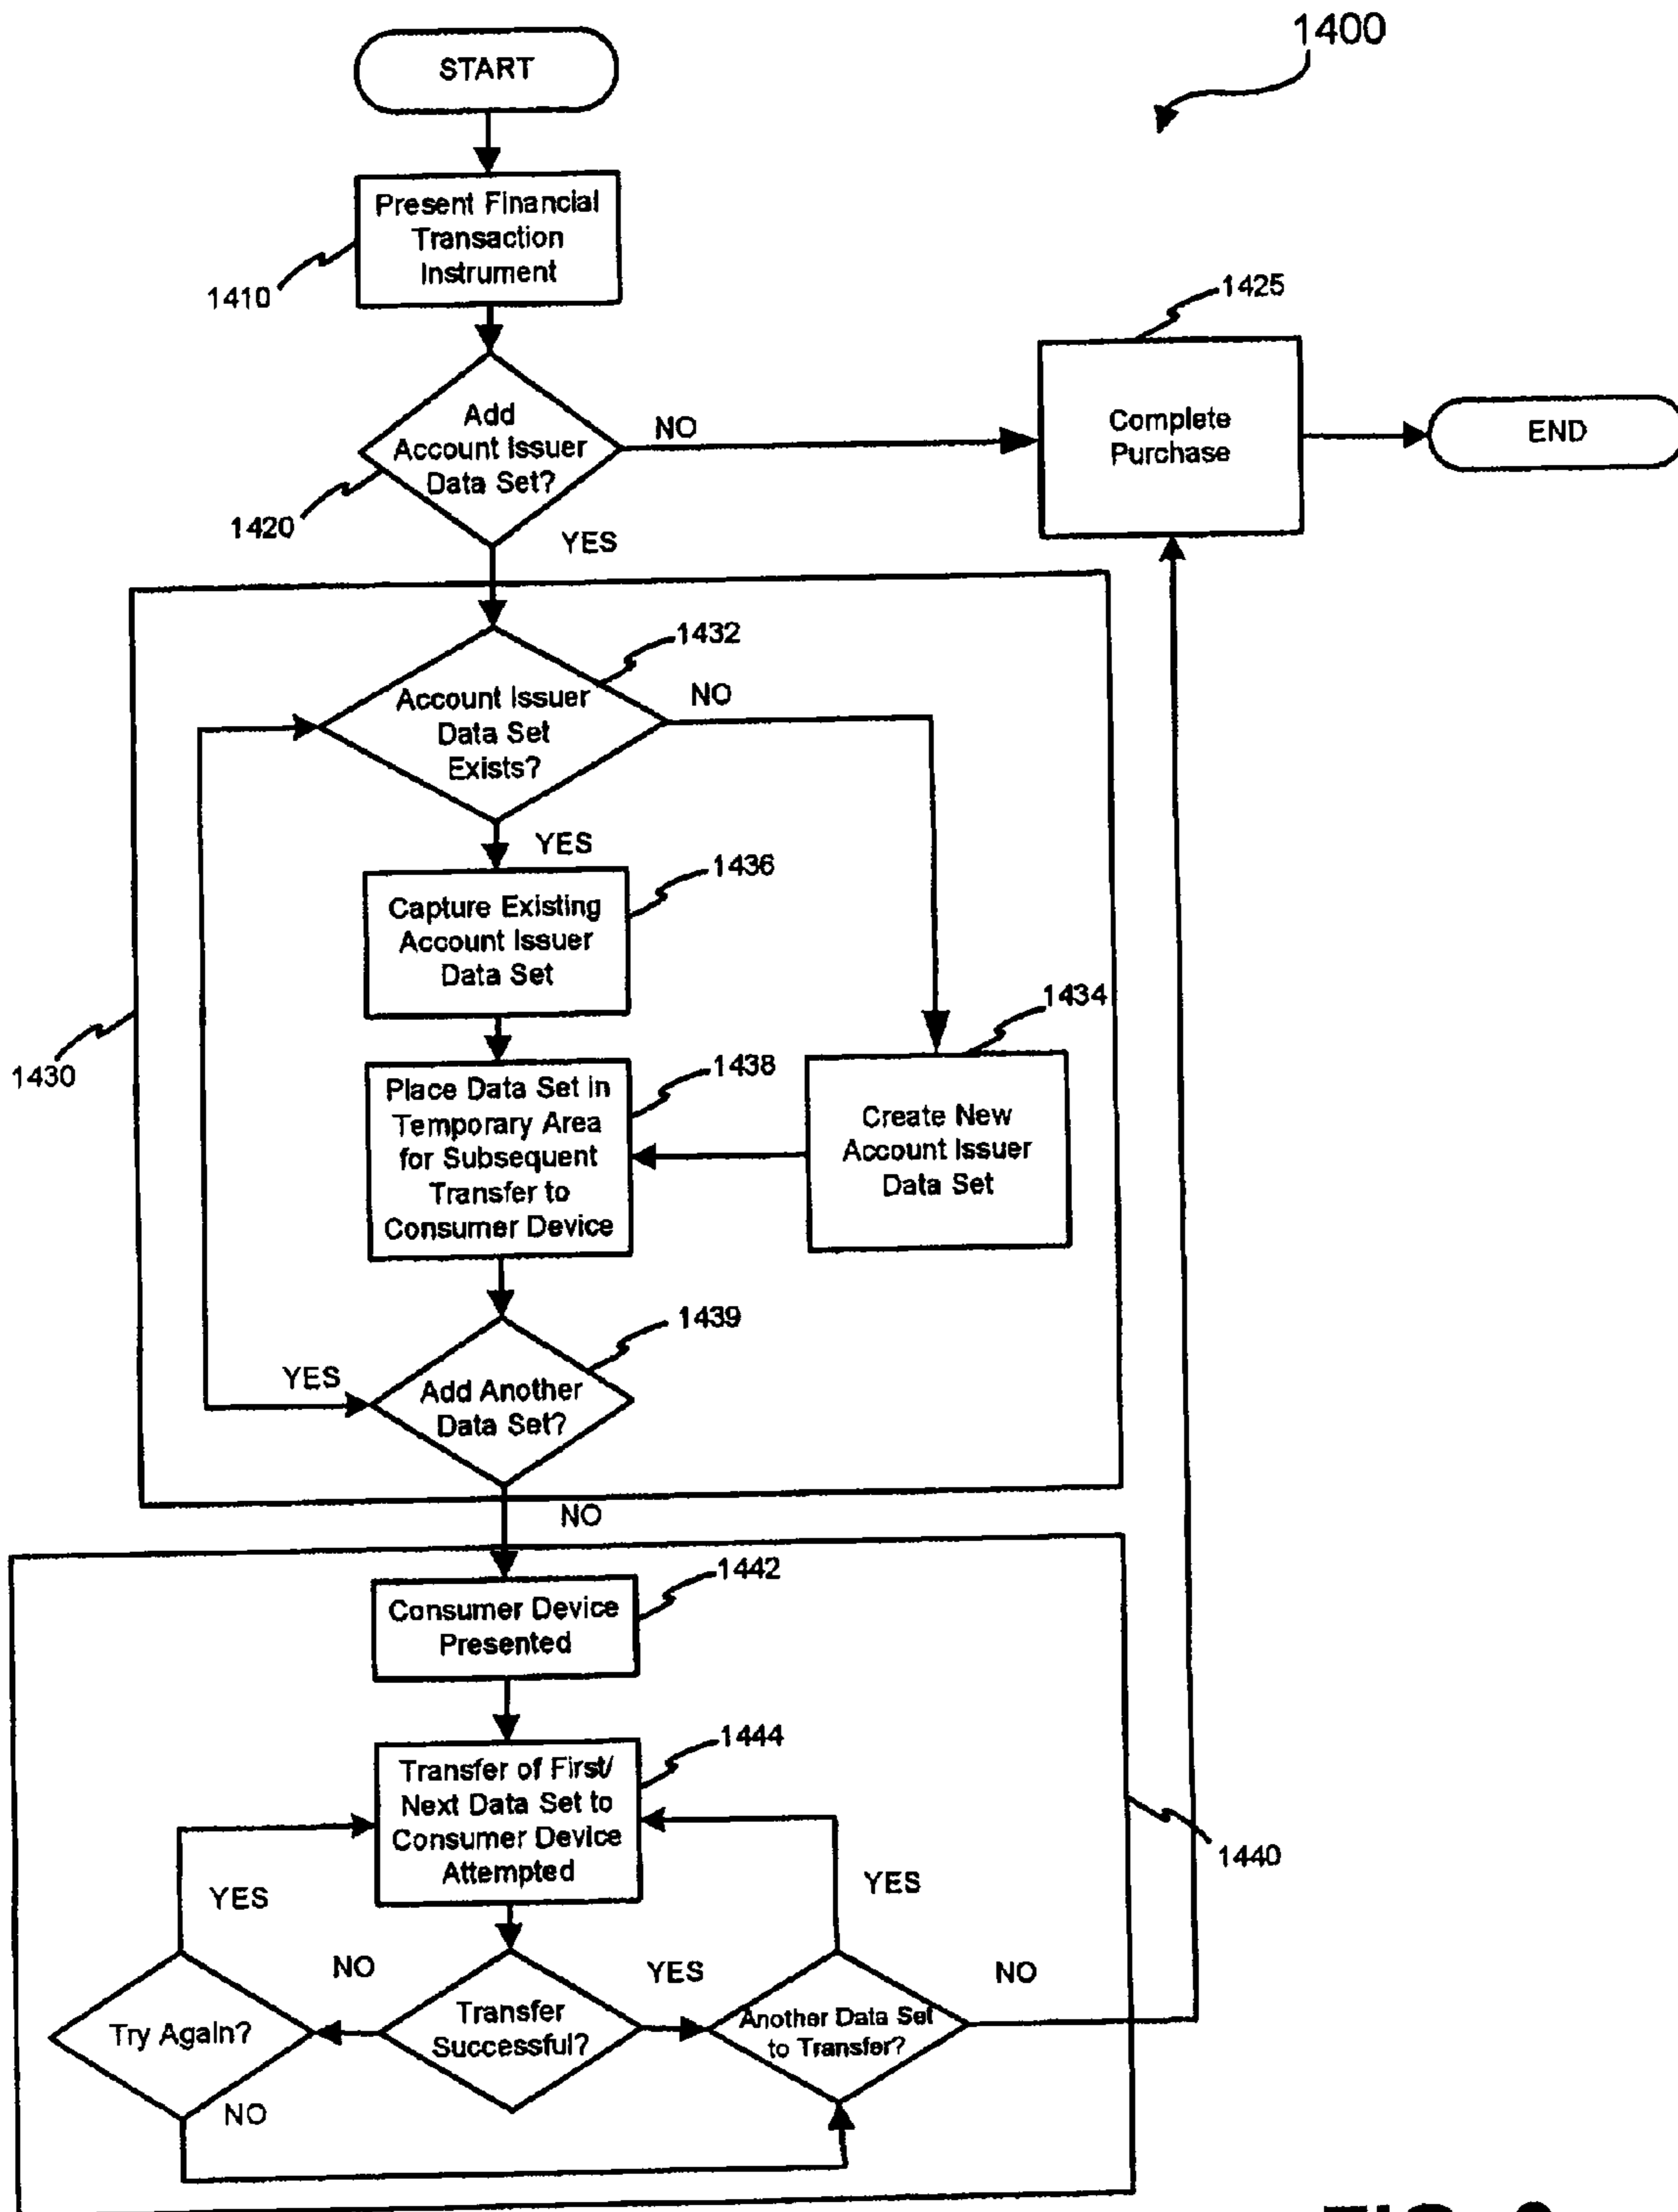 1400
START
Present Financial
Transaction
Instrument
1410
1425
Add
Account Issuer
Data Set?
NO
Complete
Purchase
END
1420
YES
1432
Account Issuer
Data Set
Exists?
NO
YES
1436
Capture Existing
Account Issuer
Data Set
1430
1434
1438
Place Data Set in
Temporary Area
for Subsequent
Transfer to
Consumer Device
Create New
Account Issuer
Data Set
1439
YES
Add Another
Data Set?
NO
1442
Consumer Device
Presented
1444
Transfer of First/
Next Data Set to
Consumer Device
Attempted
1440
YES
YES
NO
YES
NO
Try Again?
Transfer
Successful?
Another Data Set
to Transfer?
NO